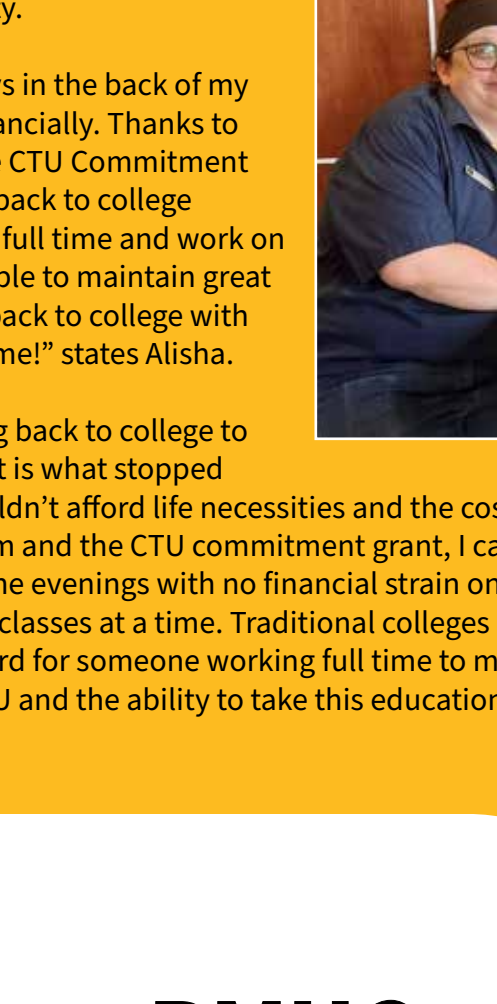 ty.
s in the back of my
ancially. Thanks to
CTU Commitment
back to college
full time and work on
ble to maintain great
back to college with
me!” states Alisha.
g back to college to
t is what stopped
ldn’t afford life necessities and the cos
m and the CTU commitment grant, I ca
he evenings with no financial strain on
classes at a time. Traditional colleges
rd for someone working full time to m
U and the ability to take this education